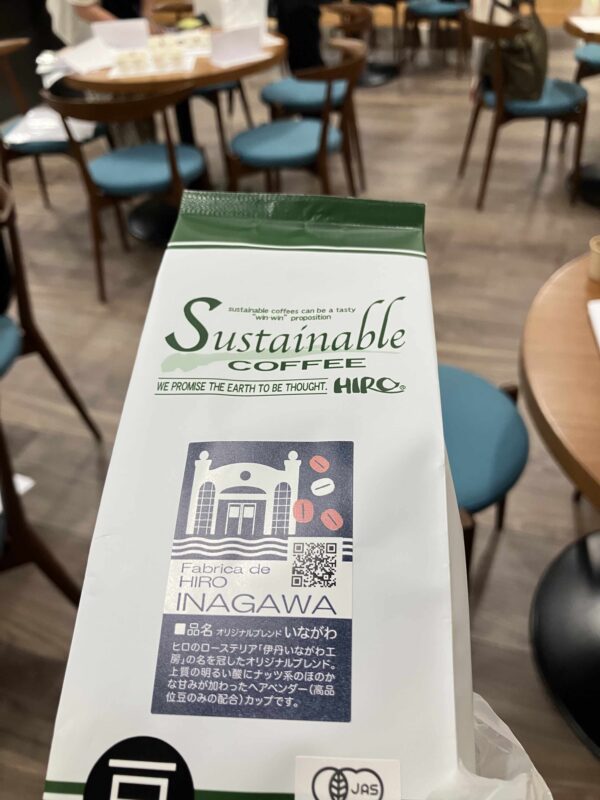 sustainable coffees can be a tasty
"win-win" proposition
Sustainable
COFFEE
WE PROMISE THE EARTH TO BE THOUGHT. HIRO®
Fabrica de
HIRO
INAGAWA
■品名 オリジナルブレンド いながわ
ヒロのローステリア「伊丹いながわ工
房」の名を冠したオリジナルブレンド。
上質の明るい酸にナッツ系のほのか
な甘みが加わったヘアベンダー(高品
位豆のみの配合)カップです。
JAS